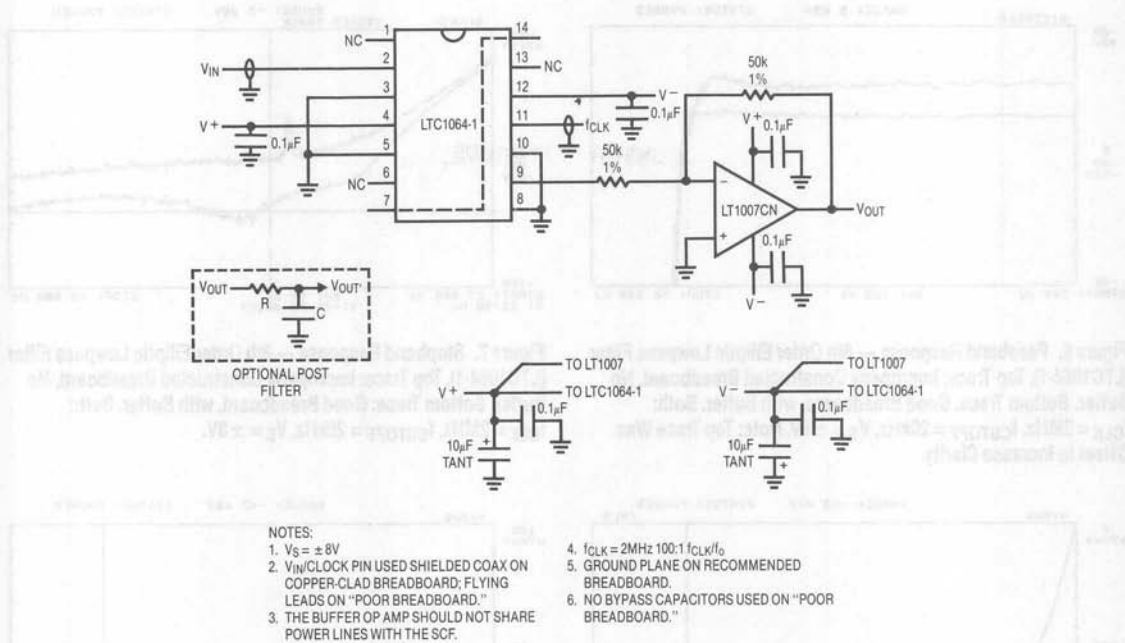 1
NC
14
VIN
2
13
NC
3
12
V−
50k
1%
V+
4
LTC1064-1
11
fCLK
0.1µF
V+
0.1µF
0.1µF
5
10
50k
1%
NC
6
9
−
LT1007CN
VOUT
7
8
+
0.1µF
V−
VOUT
R
VOUT'
C
OPTIONAL POST
FILTER
TO LT1007
V+
TO LTC1064-1
0.1µF
+
10µF
TANT
TO LT1007
V−
TO LTC1064-1
0.1µF
10µF
TANT
+
NOTES:
1. VS = ±8V
2. VIN/CLOCK PIN USED SHIELDED COAX ON
COPPER-CLAD BREADBOARD; FLYING
LEADS ON "POOR BREADBOARD."
3. THE BUFFER OP AMP SHOULD NOT SHARE
POWER LINES WITH THE SCF.
4. fCLK = 2MHz 100:1 fCLK/fo
5. GROUND PLANE ON RECOMMENDED
BREADBOARD.
6. NO BYPASS CAPACITORS USED ON "POOR
BREADBOARD."